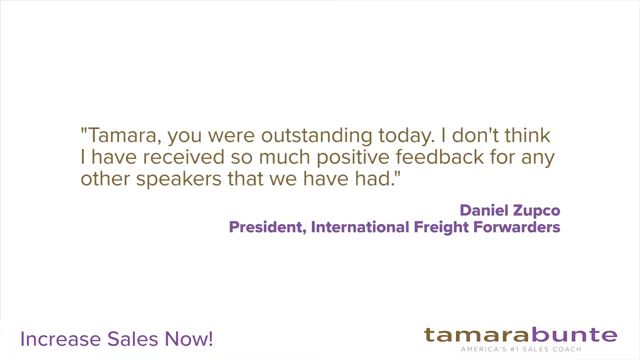 "Tamara, you were outstanding today. I don't think
I have received so much positive feedback for any
other speakers that we have had."
Daniel Zupco
President, International Freight Forwarders
Increase Sales Now!
tamarabunte
AMERICA'S #1 SALES COACH